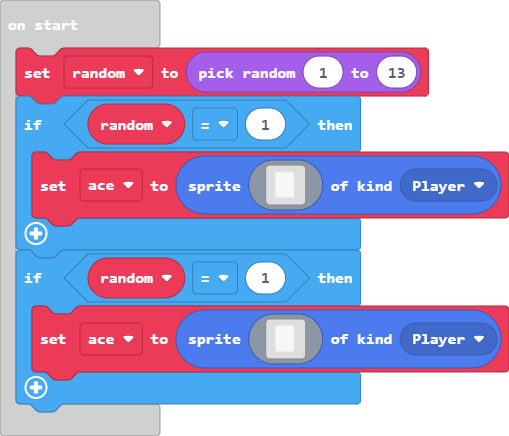 on start
set random to pick random 1 to 13
if random = 1 then
set ace to sprite of kind Player
if random = 1 then
set ace to sprite of kind Player